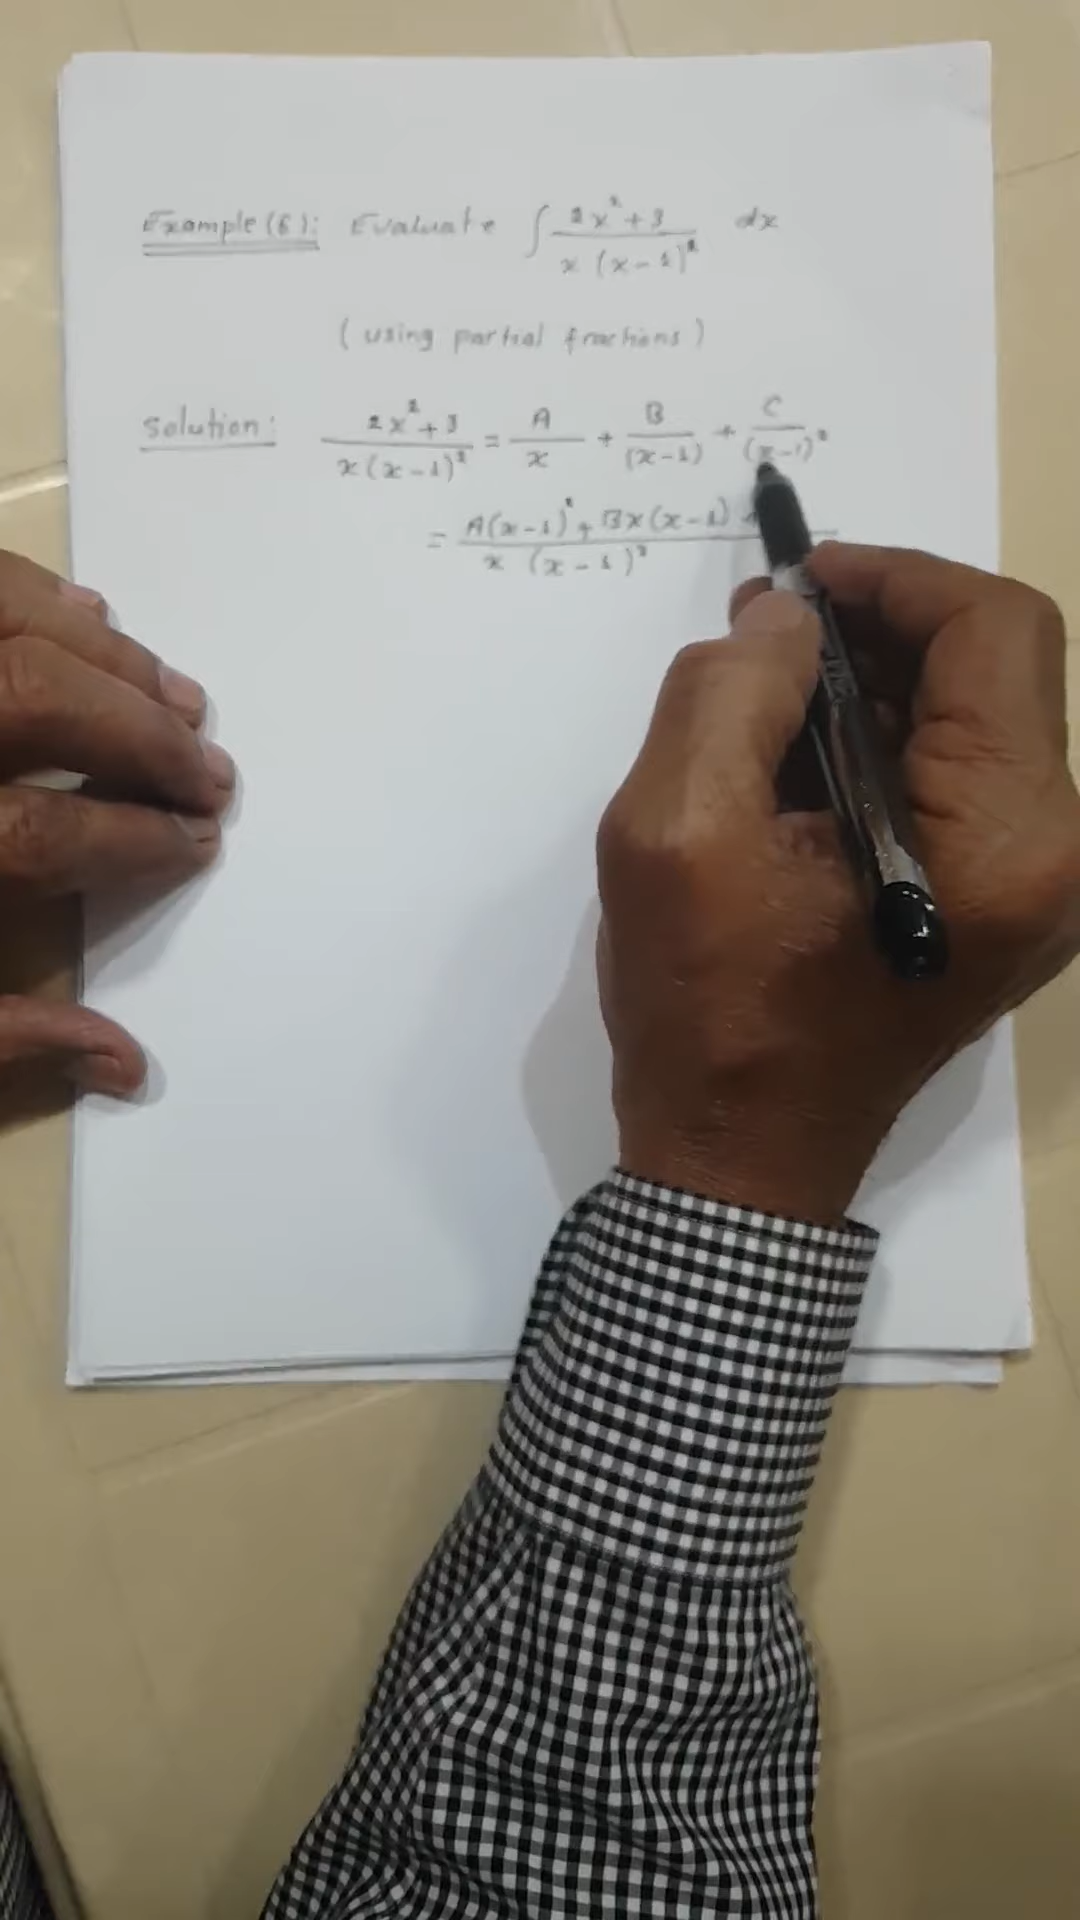 Example (6): Evaluate ∫ (2x² + 3) / (x (x - 1)²) dx
(using partial fractions)
Solution: (2x² + 3) / (x (x - 1)²) = A / x + B / (x - 1) + C / (x - 1)²
= (A(x - 1)² + Bx(x - 1) +) / (x (x - 1)²)